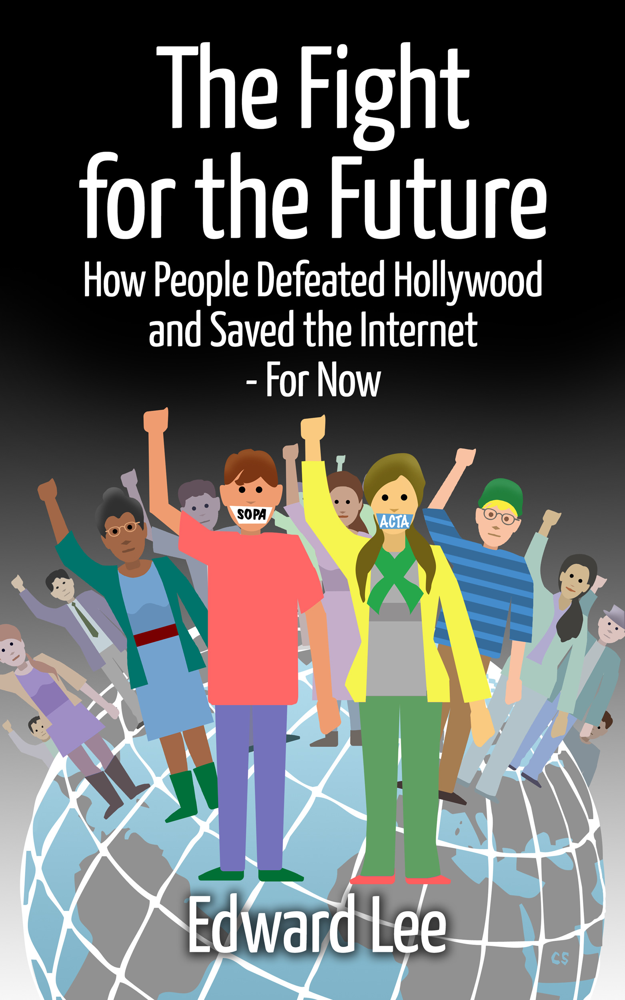 The Fight
for the Future
How People Defeated Hollywood
and Saved the Internet
- For Now
SOPA
ACTA
Edward Lee
CS